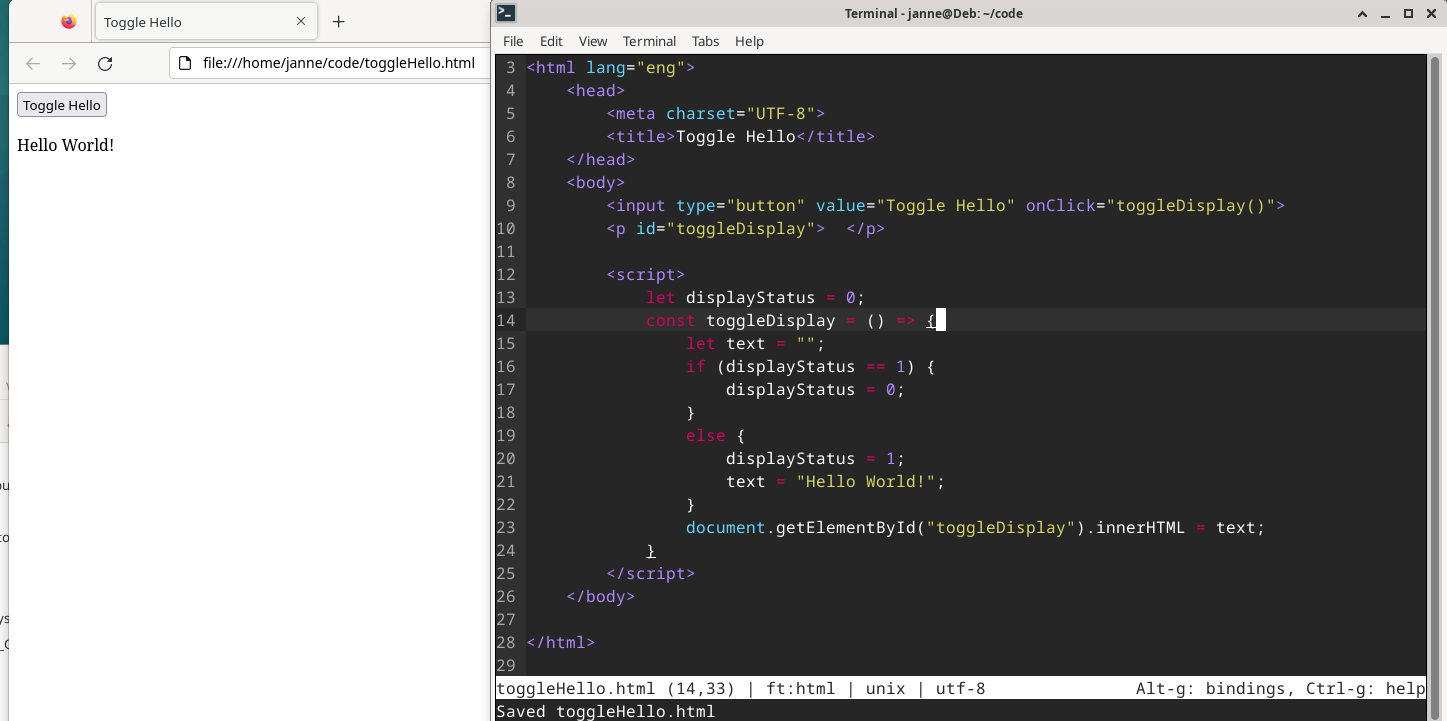 Toggle Hello
file:///home/janne/code/toggleHello.html
Toggle Hello
Hello World!
Terminal - janne@Deb: ~/code
File Edit View Terminal Tabs Help
3 <html lang="eng">
4     <head>
5         <meta charset="UTF-8">
6         <title>Toggle Hello</title>
7     </head>
8     <body>
9         <input type="button" value="Toggle Hello" onClick="toggleDisplay()">
10         <p id="toggleDisplay">  </p>
11
12         <script>
13             let displayStatus = 0;
14             const toggleDisplay = () => {
15                 let text = "";
16                 if (displayStatus == 1) {
17                     displayStatus = 0;
18                 }
19                 else {
20                     displayStatus = 1;
21                     text = "Hello World!";
22                 }
23                 document.getElementById("toggleDisplay").innerHTML = text;
24             }
25         </script>
26     </body>
27
28 </html>
29
toggleHello.html (14,33) | ft:html | unix | utf-8 Alt-g: bindings, Ctrl-g: help
Saved toggleHello.html